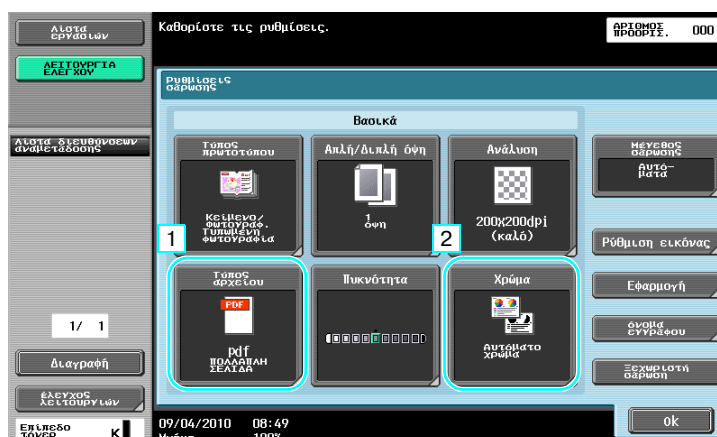 Λίστα
εργασιών
Καθορίστε τις ρυθμίσεις.
ΑΡΙΘΜΟΣ
ΠΡΟΟΡΙΣ.
000
ΛΕΙΤΟΥΡΓΙΑ
ΕΛΕΓΧΟΥ
Ρυθμίσεις
σάρωσης
Βασικά
Λίστα διευθύνσεων
αναμετάδοσης
Τύπος
πρωτοτύπου
Απλή/Διπλή όψη
Ανάλυση
Μέγεθος
σάρωσης
Αυτό-
ματα
Κείμενο/
φωτογραφ.
Τυπωμένη
φωτογραφία
1
όψη
200X200dpi
(καλό)
1
2
Ρύθμιση εικόνας
Τύπος
αρχείου
Πυκνότητα
Χρώμα
Εφαρμογή
PDF
pdf
ΠΟΛΛΑΠΛΗ
ΣΕΛΙΔΑ
Αυτόματο
χρώμα
όνομα
εγγράφου
1/ 1
Διαγραφή
Ξεχωριστή
σάρωση
έλεγχος
λειτουργιών
ok
Επίπεδο
τόνερ
K
09/04/2010 08:49
Μνήμη 100%